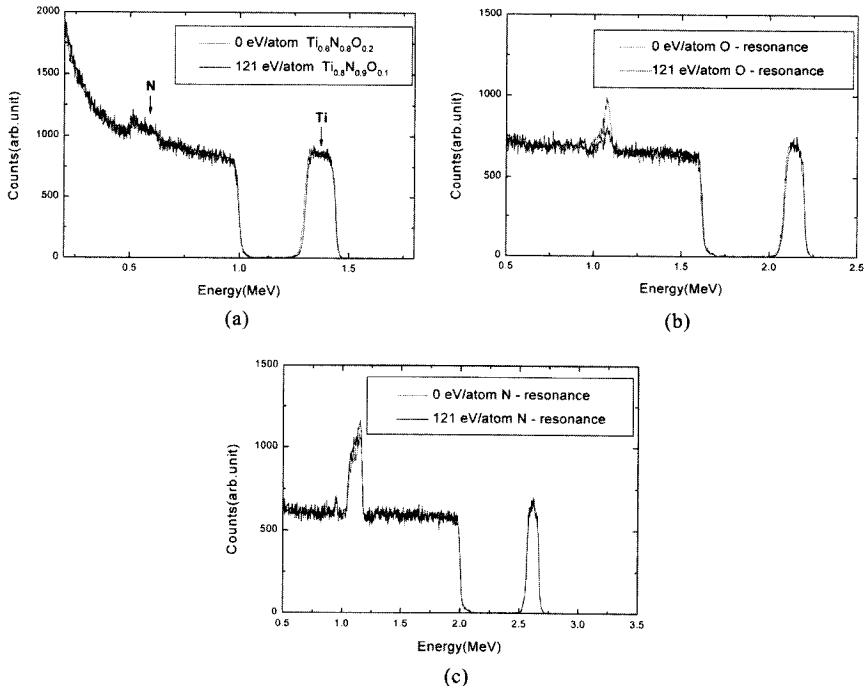 2000
1500
1000
500
0
0.5
1.0
1.5
Counts(arb.unit)
Energy(MeV)
0 eV/atom Ti0.6N0.8O0.2
121 eV/atom Ti0.8N0.9O0.1
N
Ti
(a)
1500
1000
500
0
0.5
1.0
1.5
2.0
2.5
Counts(arb.unit)
Energy(MeV)
0 eV/atom O - resonance
121 eV/atom O - resonance
(b)
1500
1000
500
0
0.5
1.0
1.5
2.0
2.5
3.0
3.5
Counts(arb.unit)
Energy(MeV)
0 eV/atom N - resonance
121 eV/atom N - resonance
(c)